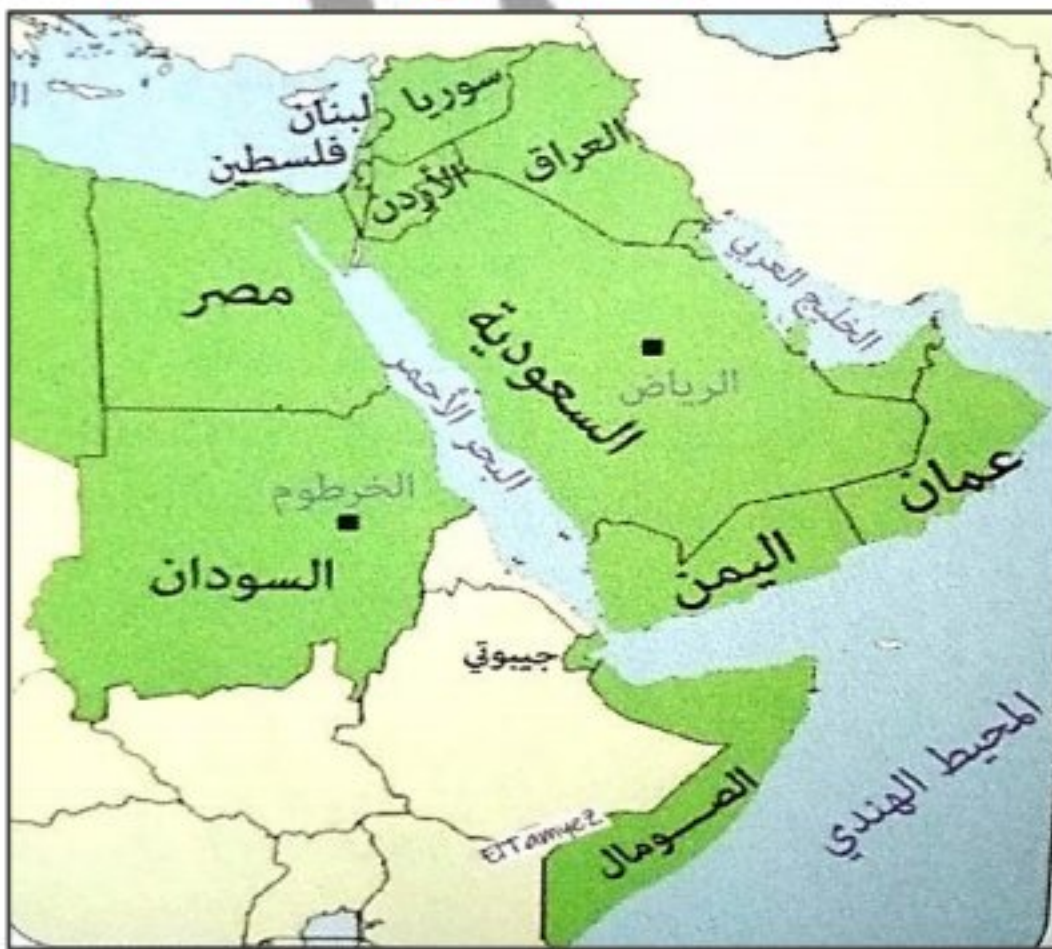 سوريا
لبنان
فلسطين
العراق
الأردن
مصر
الخليج العربي
السعودية
الرياض
البحر الأحمر
الخرطوم
عمان
السودان
اليمن
جيبوتي
المحيط الهندي
الصومال
ElTamyez